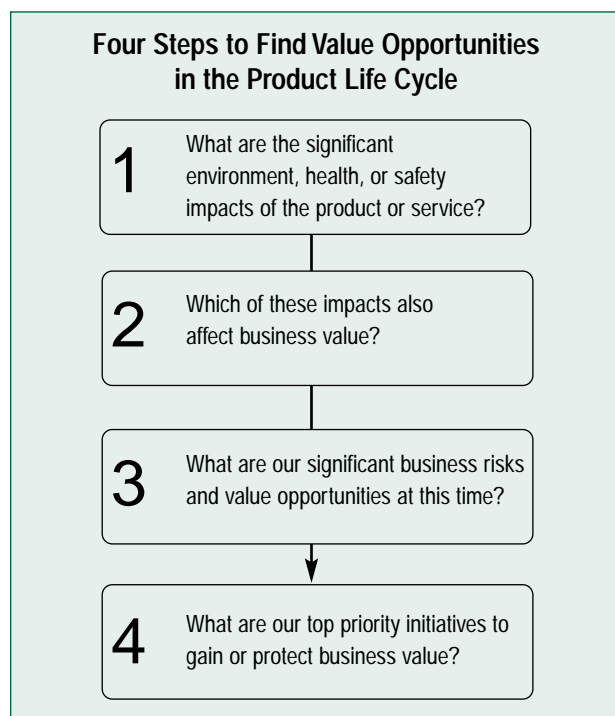 Four Steps to Find Value Opportunities
in the Product Life Cycle
1
What are the significant
environment, health, or safety
impacts of the product or service?
2
Which of these impacts also
affect business value?
3
What are our significant business risks
and value opportunities at this time?
4
What are our top priority initiatives to
gain or protect business value?